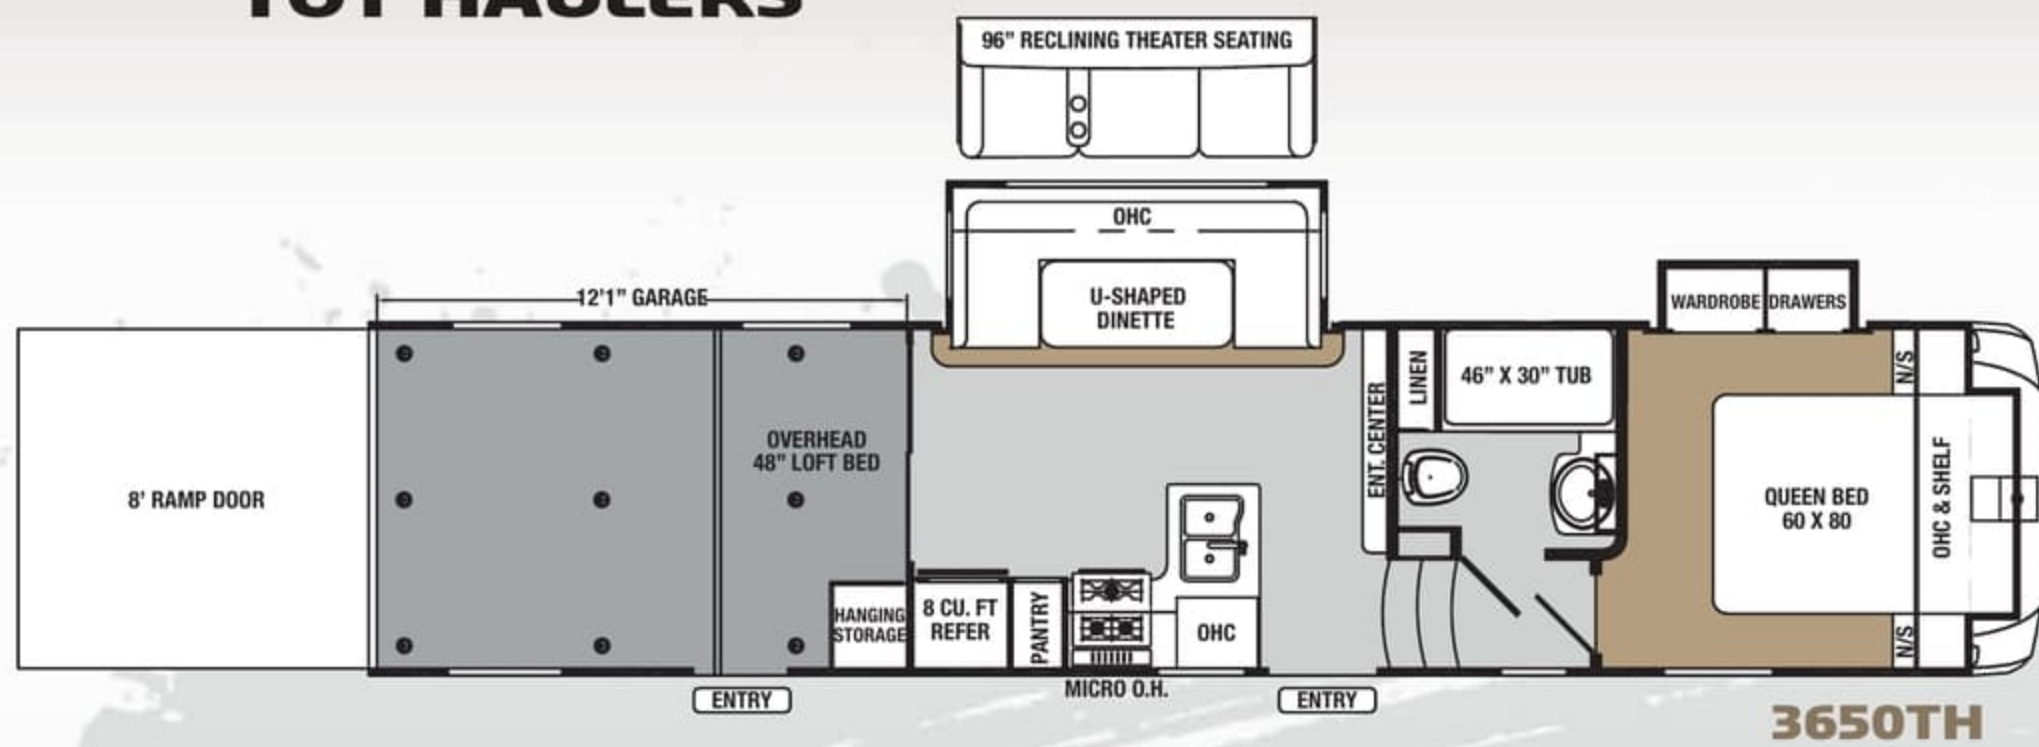 TOY HAULERS
96” RECLINING THEATER SEATING
OHC
U-SHAPED
DINETTE
12’1” GARAGE
WARDROBE
DRAWERS
8’ RAMP DOOR
OVERHEAD
48” LOFT BED
HANGING
STORAGE
8 CU. FT
REFER
PANTRY
OHC
MICRO O.H.
ENT. CENTER
LINEN
46” X 30” TUB
N/S
QUEEN BED
60 X 80
OHC & SHELF
N/S
ENTRY
ENTRY
3650TH